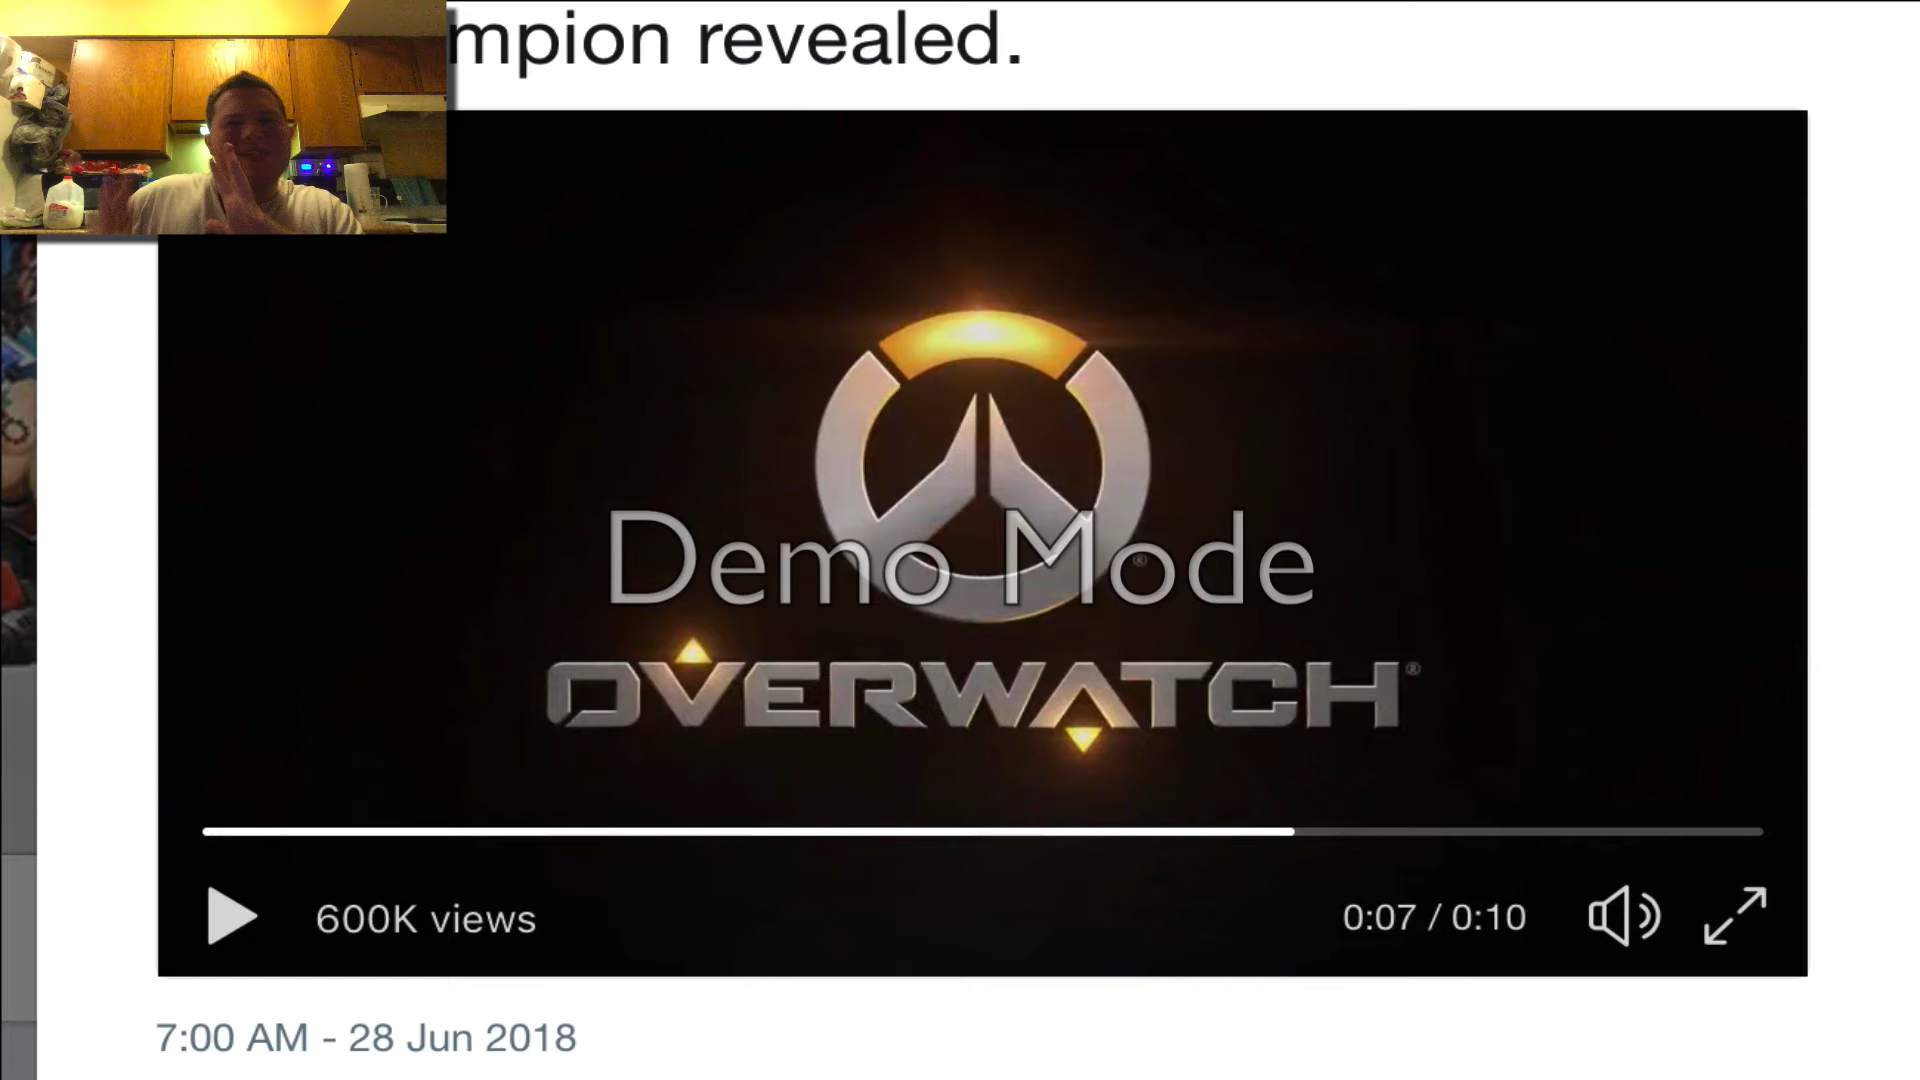 mpion revealed.
Demo Mode
OVERWATCH®
600K views
0:07 / 0:10
7:00 AM - 28 Jun 2018